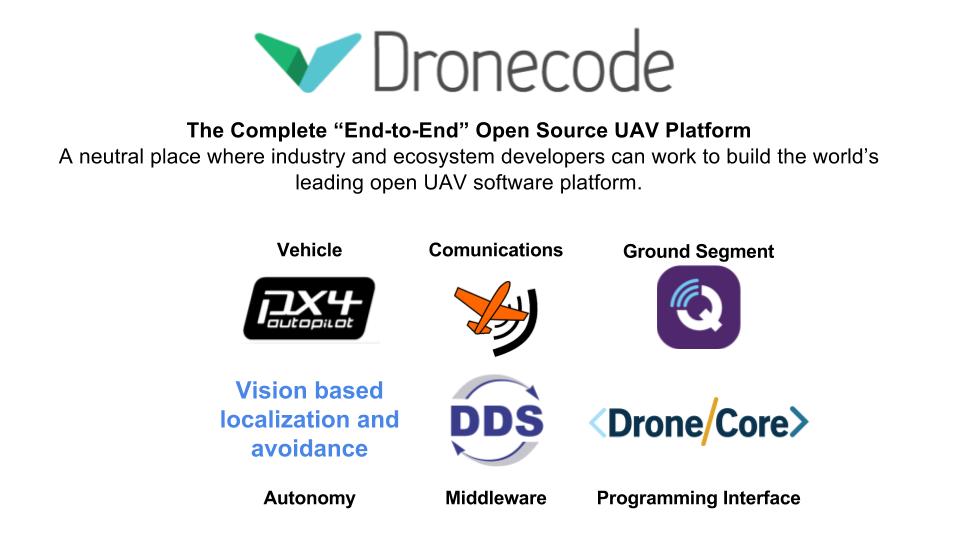 Dronecode
The Complete “End-to-End” Open Source UAV Platform
A neutral place where industry and ecosystem developers can work to build the world’s
leading open UAV software platform.
Vehicle
Comunications
Ground Segment
px4
autopilot
Q
Vision based
localization and
avoidance
DDS
<Drone/Core>
Autonomy
Middleware
Programming Interface